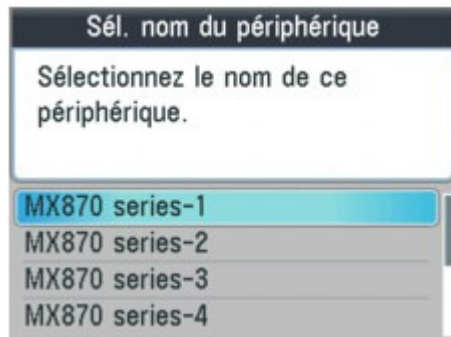 Sél. nom du périphérique
Sélectionnez le nom de ce
périphérique.
MX870 series-1
MX870 series-2
MX870 series-3
MX870 series-4